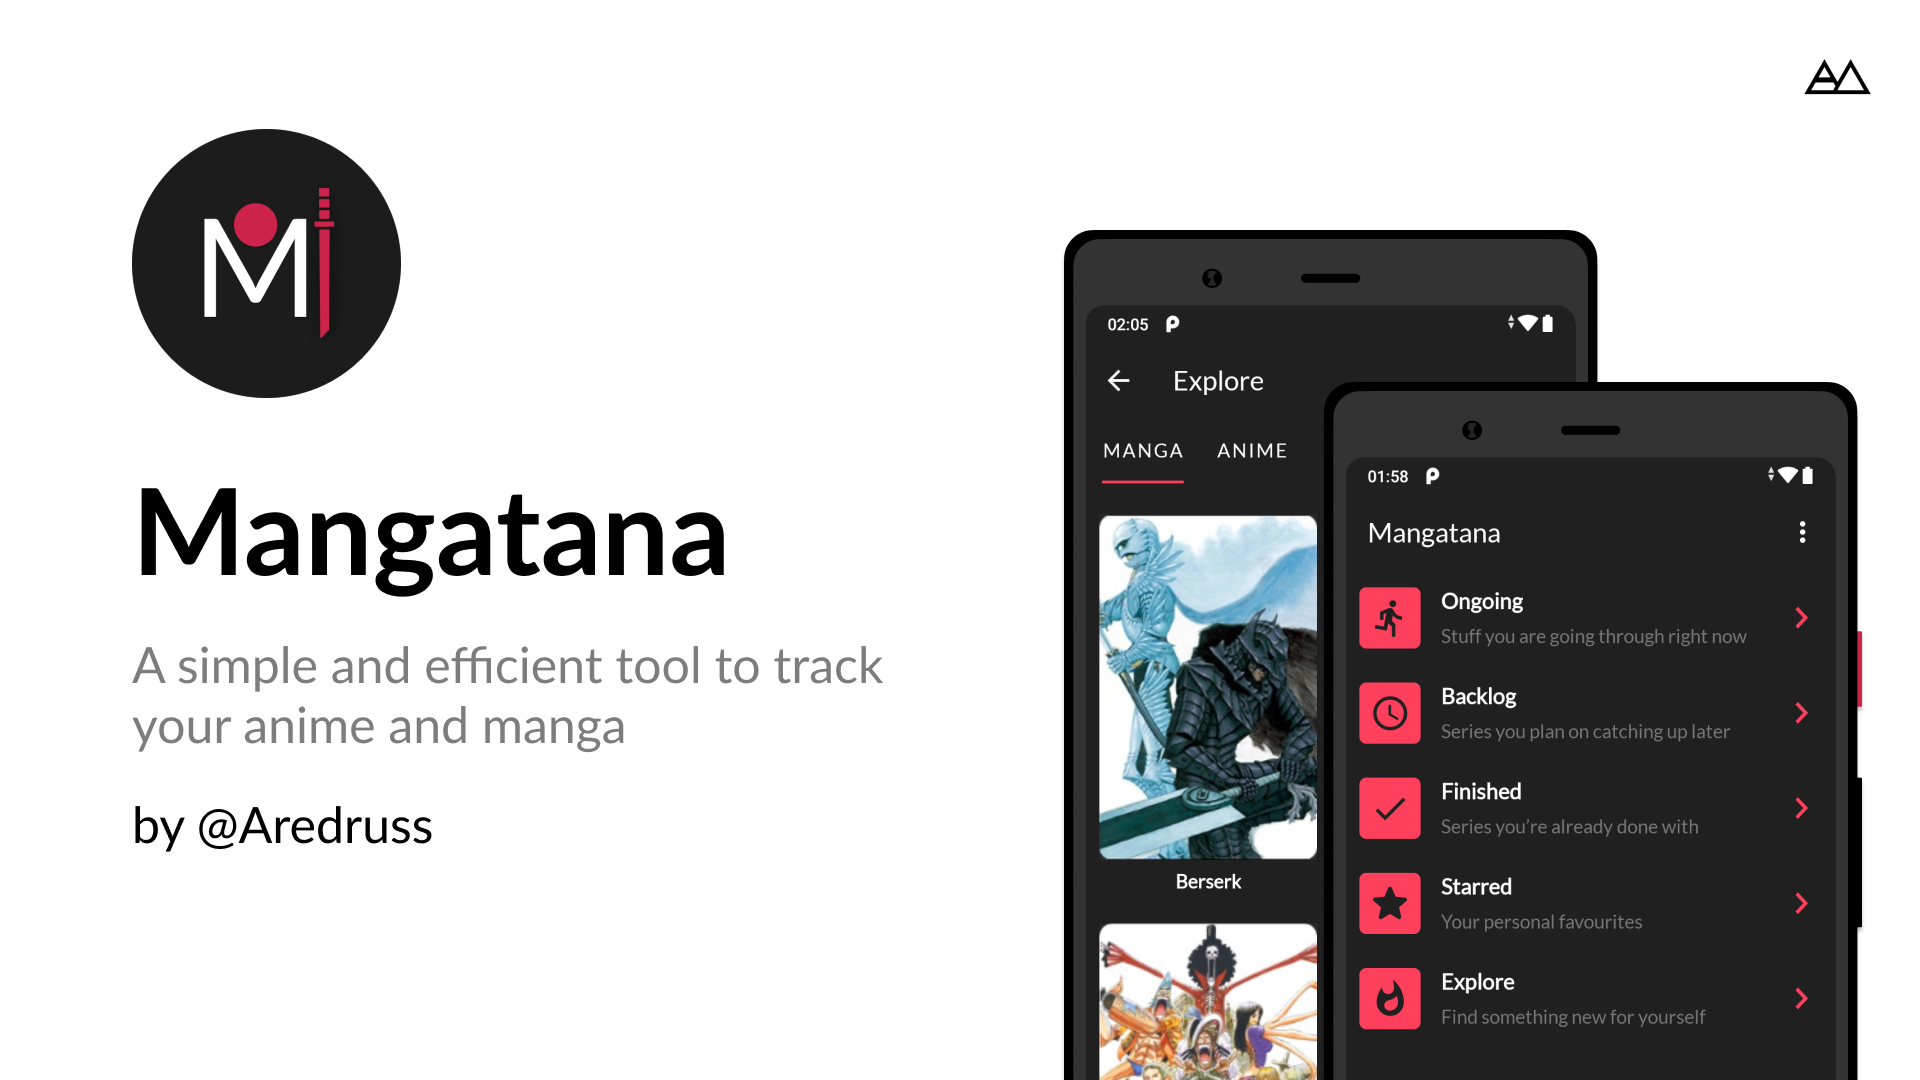 M
Mangatana
A simple and efficient tool to track
your anime and manga
by @Aredruss
02:05
Explore
MANGA ANIME
Berserk
01:58
Mangatana
Ongoing
Stuff you are going through right now
Backlog
Series you plan on catching up later
Finished
Series you’re already done with
Starred
Your personal favourites
Explore
Find something new for yourself